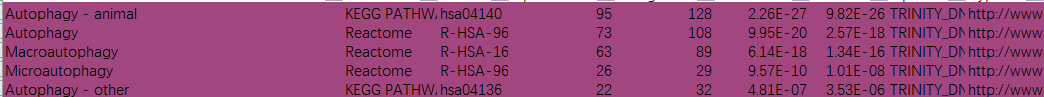 Autophagy - animal KEGG PATHW. hsa04140 95 128 2.26E-27 9.82E-26 TRINITY_DN http://www
Autophagy Reactome R-HSA-96 73 108 9.95E-20 2.57E-18 TRINITY_DN http://www
Macroautophagy Reactome R-HSA-16 63 89 6.14E-18 1.34E-16 TRINITY_DN http://www
Microautophagy Reactome R-HSA-96 26 29 9.57E-10 1.01E-08 TRINITY_DN http://www
Autophagy - other KEGG PATHW. hsa04136 22 32 4.81E-07 3.53E-06 TRINITY_DN http://www